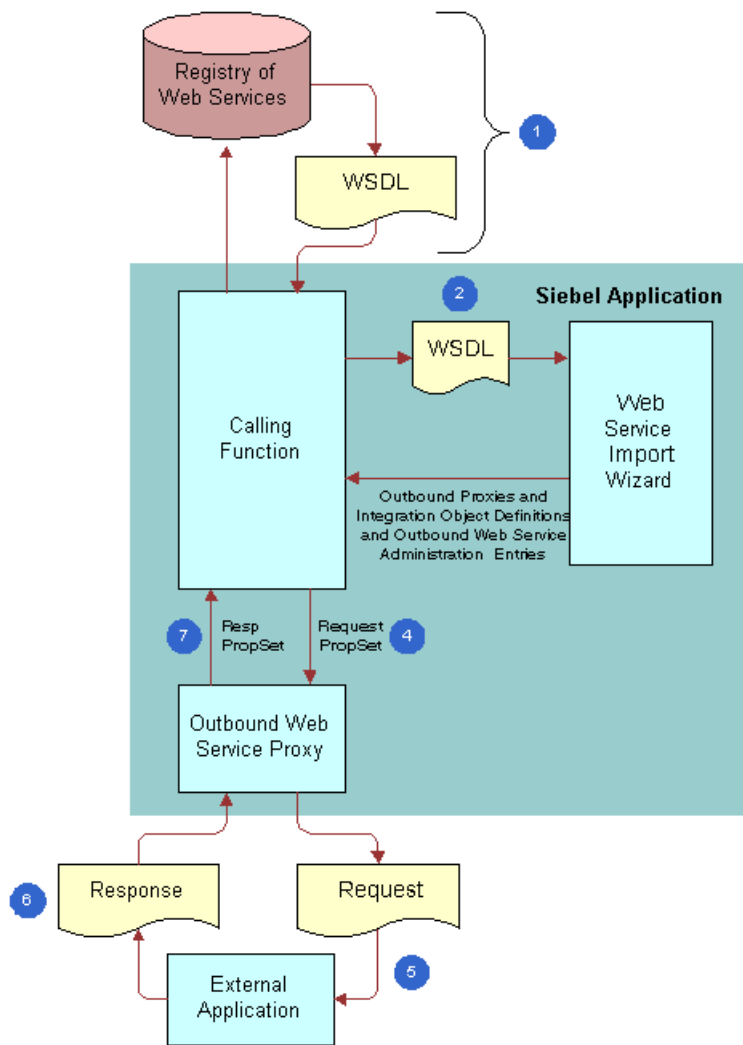 Registry of
Web Services
1
WSDL
2
Siebel Application
WSDL
Calling
Function
Web
Service
Import
Wizard
Outbound Proxies and
Integration Object Definitions
and Outbound Web Service
Administration Entries
7
Resp
PropSet
Request
PropSet
4
Outbound Web
Service Proxy
6
Response
Request
External
Application
5